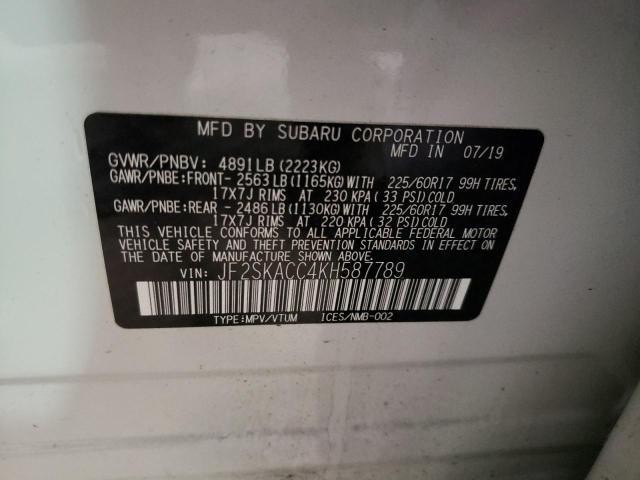 MFD BY SUBARU CORPORATION
MFD IN 07/19
GVWR/PNBV: 4891LB (2223KG)
GAWR/PNBE:FRONT- 2563LB(1165KG) WITH 225/60R17 99H TIRES,
17X7J RIMS AT 230 KPA (33 PSI)COLD
GAWR/PNBE:REAR - 2486LB(1130KG) WITH 225/60R17 99H TIRES,
17X7J RIMS AT 220 KPA (32 PSI)COLD
THIS VEHICLE CONFORMS TO ALL APPLICABLE FEDERAL MOTOR
VEHICLE SAFETY AND THEFT PREVENTION STANDARDS IN EFFECT ON
THE DATE OF MANUFACTURE SHOWN ABOVE.
VIN: JF2SKACC4KH587789
TYPE:MPV/VTUM ICES/NMB-002